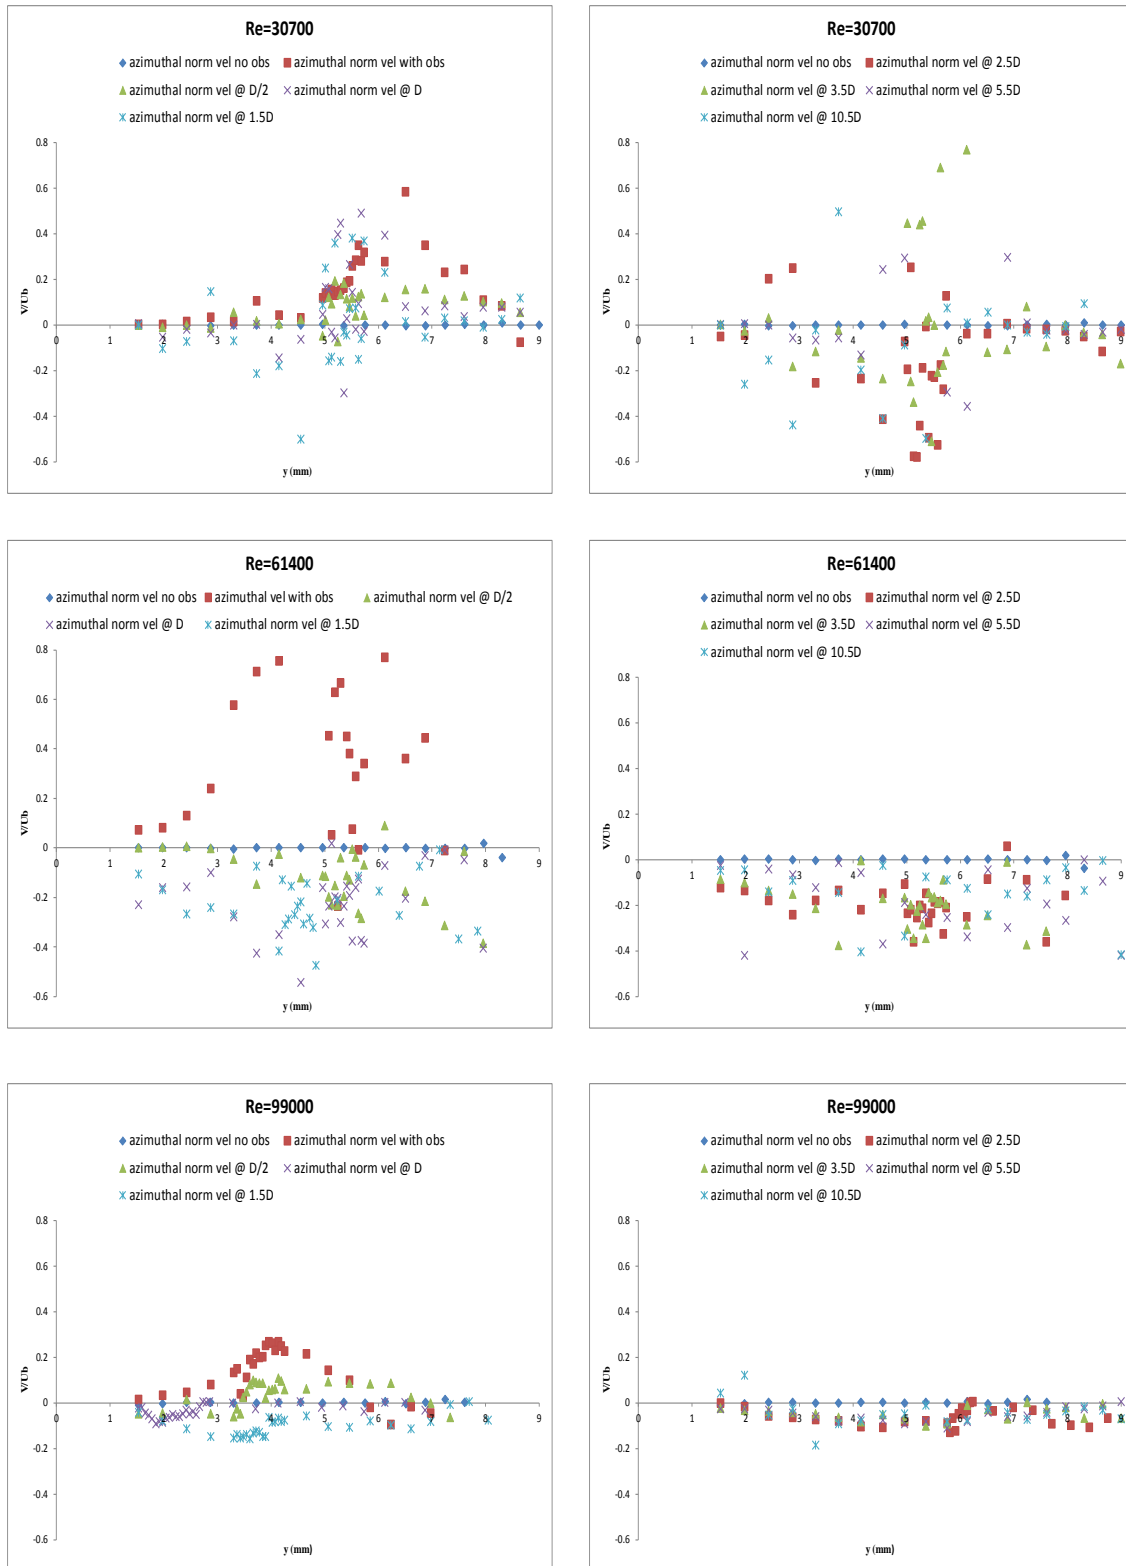 Re=30700
azimuthal norm vel no obs azimuthal norm vel with obs
azimuthal norm vel @ D/2 azimuthal norm vel @ D
azimuthal norm vel @ 1.5D
0.8
0.6
0.4
0.2
0
-0.2
-0.4
-0.6
0 1 2 3 4 5 6 7 8 9
V/Ub
y (mm)
Re=30700
azimuthal norm vel no obs azimuthal norm vel @ 2.5D
azimuthal norm vel @ 3.5D azimuthal norm vel @ 5.5D
azimuthal norm vel @ 10.5D
0.8
0.6
0.4
0.2
0
-0.2
-0.4
-0.6
0 1 2 3 4 5 6 7 8 9
V/Ub
y (mm)
Re=61400
azimuthal norm vel no obs azimuthal vel with obs azimuthal norm vel @ D/2
azimuthal norm vel @ D azimuthal norm vel @ 1.5D
0.8
0.6
0.4
0.2
0
-0.2
-0.4
-0.6
0 1 2 3 4 5 6 7 8 9
V/Ub
y (mm)
Re=61400
azimuthal norm vel no obs azimuthal norm vel @ 2.5D
azimuthal norm vel @ 3.5D azimuthal norm vel @ 5.5D
azimuthal norm vel @ 10.5D
0.8
0.6
0.4
0.2
0
-0.2
-0.4
-0.6
0 1 2 3 4 5 6 7 8 9
V/Ub
y (mm)
Re=99000
azimuthal norm vel no obs azimuthal norm vel with obs
azimuthal norm vel @ D/2 azimuthal norm vel @ D
azimuthal norm vel @ 1.5D
0.8
0.6
0.4
0.2
0
-0.2
-0.4
-0.6
0 1 2 3 4 5 6 7 8 9
V/Ub
y (mm)
Re=99000
azimuthal norm vel no obs azimuthal norm vel @ 2.5D
azimuthal norm vel @ 3.5D azimuthal norm vel @ 5.5D
azimuthal norm vel @ 10.5D
0.8
0.6
0.4
0.2
0
-0.2
-0.4
-0.6
0 1 2 3 4 5 6 7 8 9
V/Ub
y (mm)